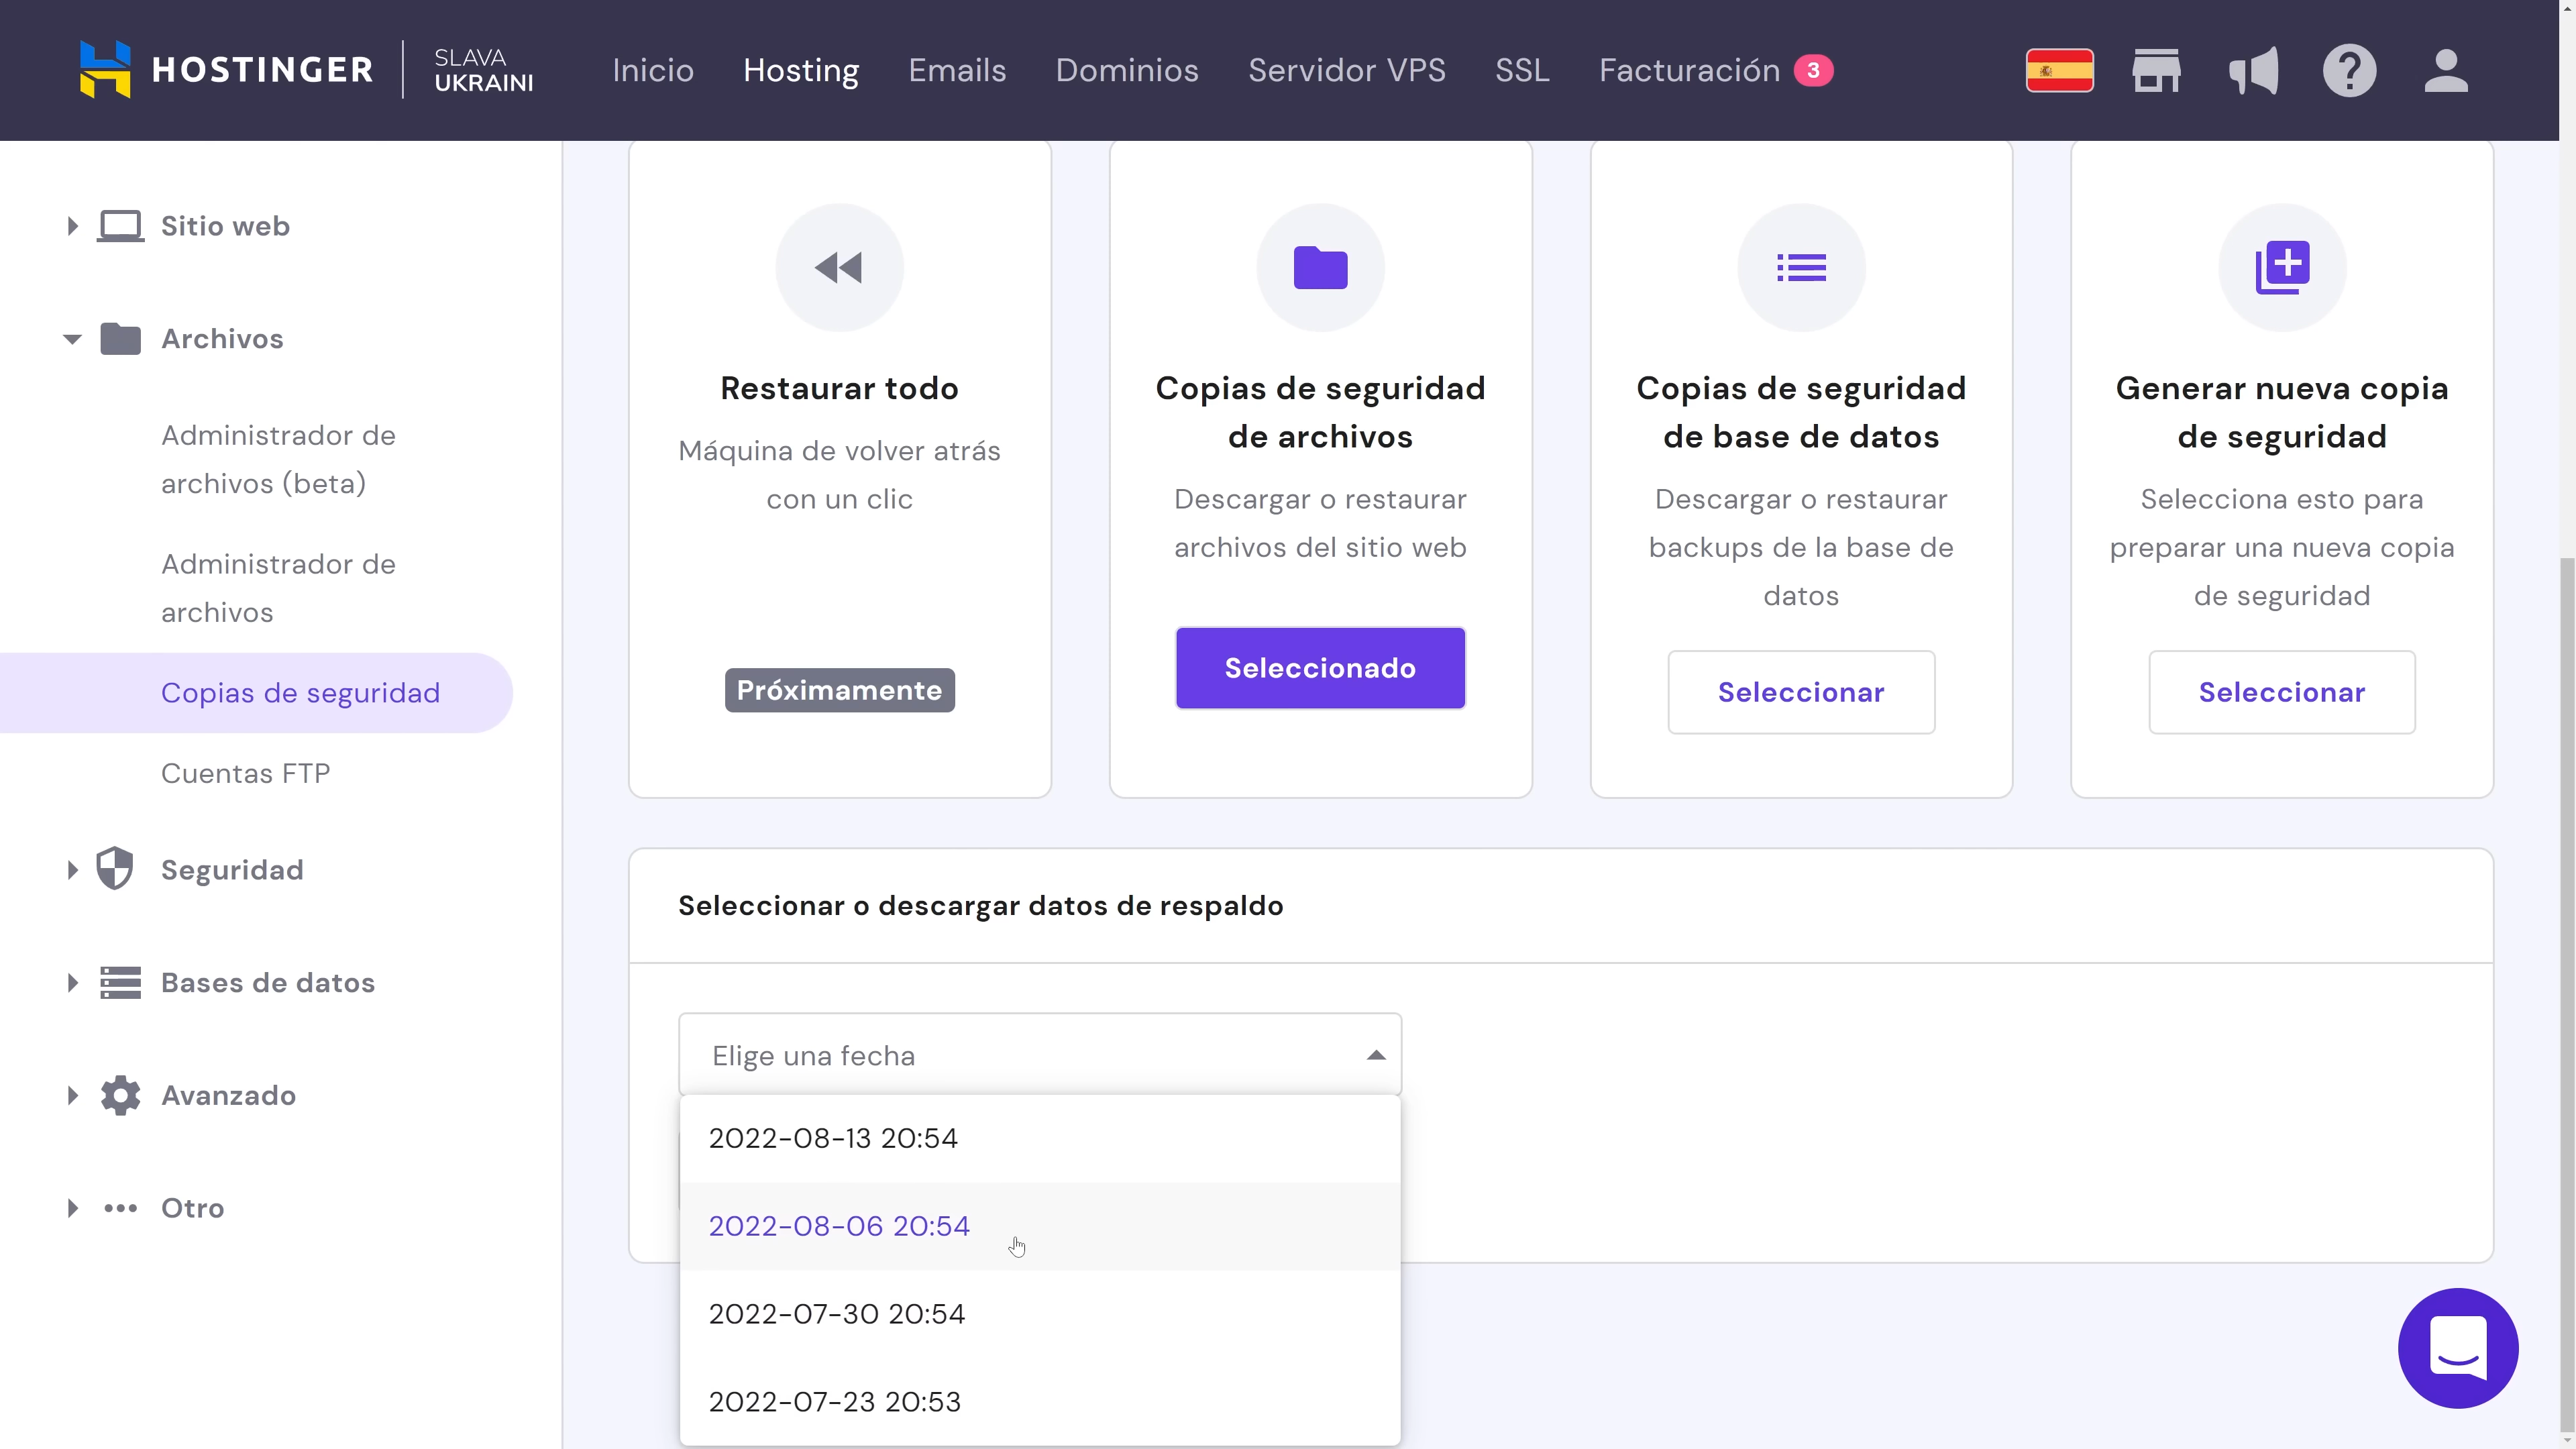 HOSTINGER
SLAVA
UKRAINI
Inicio
Hosting
Emails
Dominios
Servidor VPS
SSL
Facturación
3
Sitio web
Archivos
Administrador de
archivos (beta)
Administrador de
archivos
Copias de seguridad
Cuentas FTP
Seguridad
Bases de datos
Avanzado
Otro
Restaurar todo
Máquina de volver atrás
con un clic
Próximamente
Copias de seguridad
de archivos
Descargar o restaurar
archivos del sitio web
Seleccionado
Copias de seguridad
de base de datos
Descargar o restaurar
backups de la base de
datos
Seleccionar
Generar nueva copia
de seguridad
Selecciona esto para
preparar una nueva copia
de seguridad
Seleccionar
Seleccionar o descargar datos de respaldo
Elige una fecha
2022-08-13 20:54
2022-08-06 20:54
2022-07-30 20:54
2022-07-23 20:53